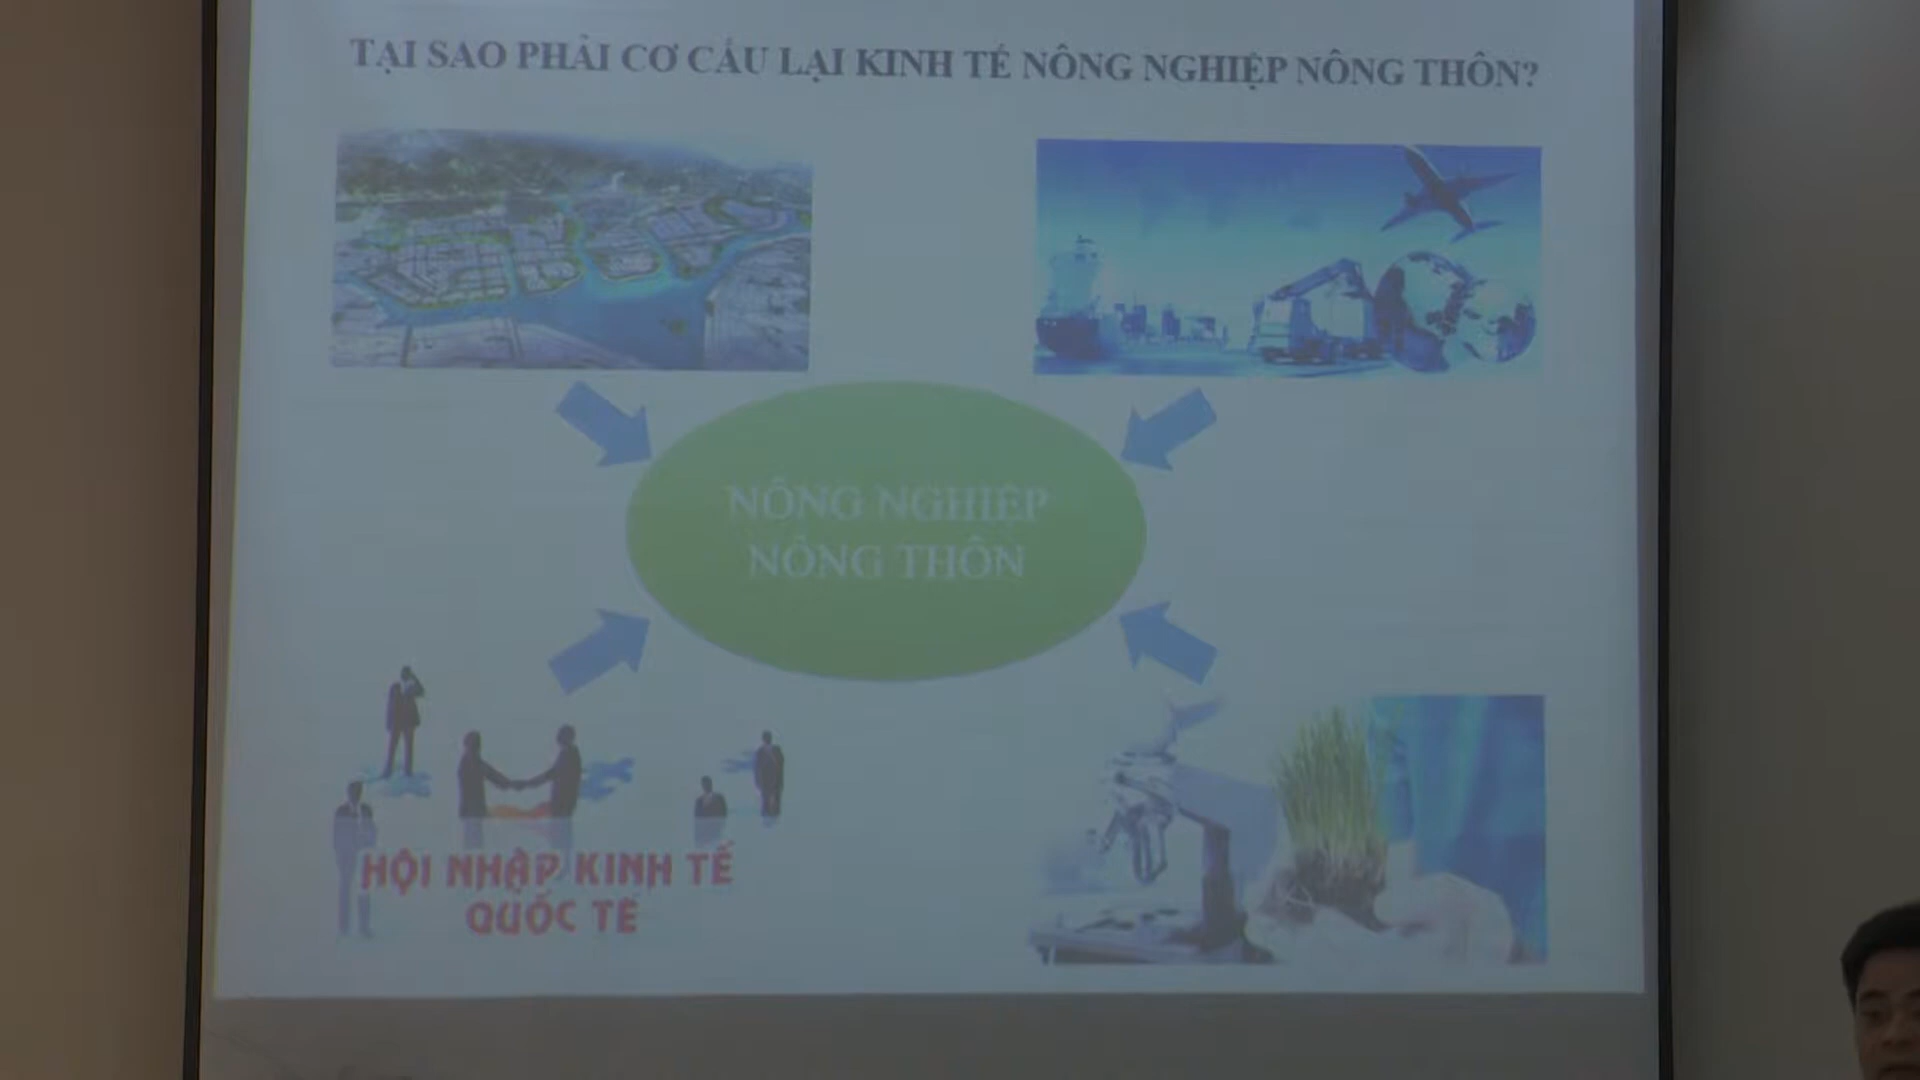 TẠI SAO PHẢI CƠ CẤU LẠI KINH TẾ NÔNG NGHIỆP NÔNG THÔN?
NÔNG NGHIỆP
NÔNG THÔN
HỘI NHẬP KINH TẾ
QUỐC TẾ